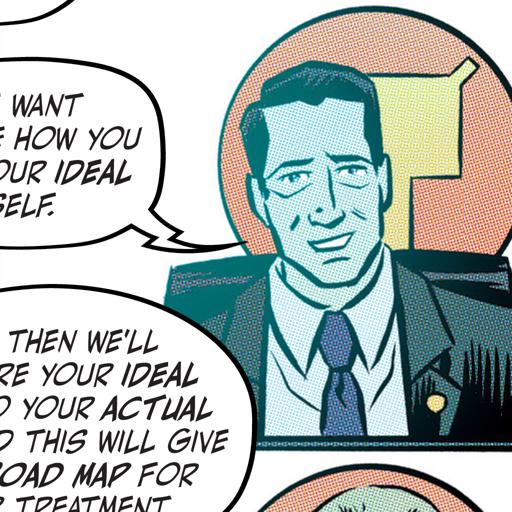 WANT
HOW YOU
OUR IDEAL
SELF.
THEN WE'LL
YOUR IDEAL
YOUR ACTUAL
THIS WILL GIVE
ROAD MAP FOR
TREATMENT